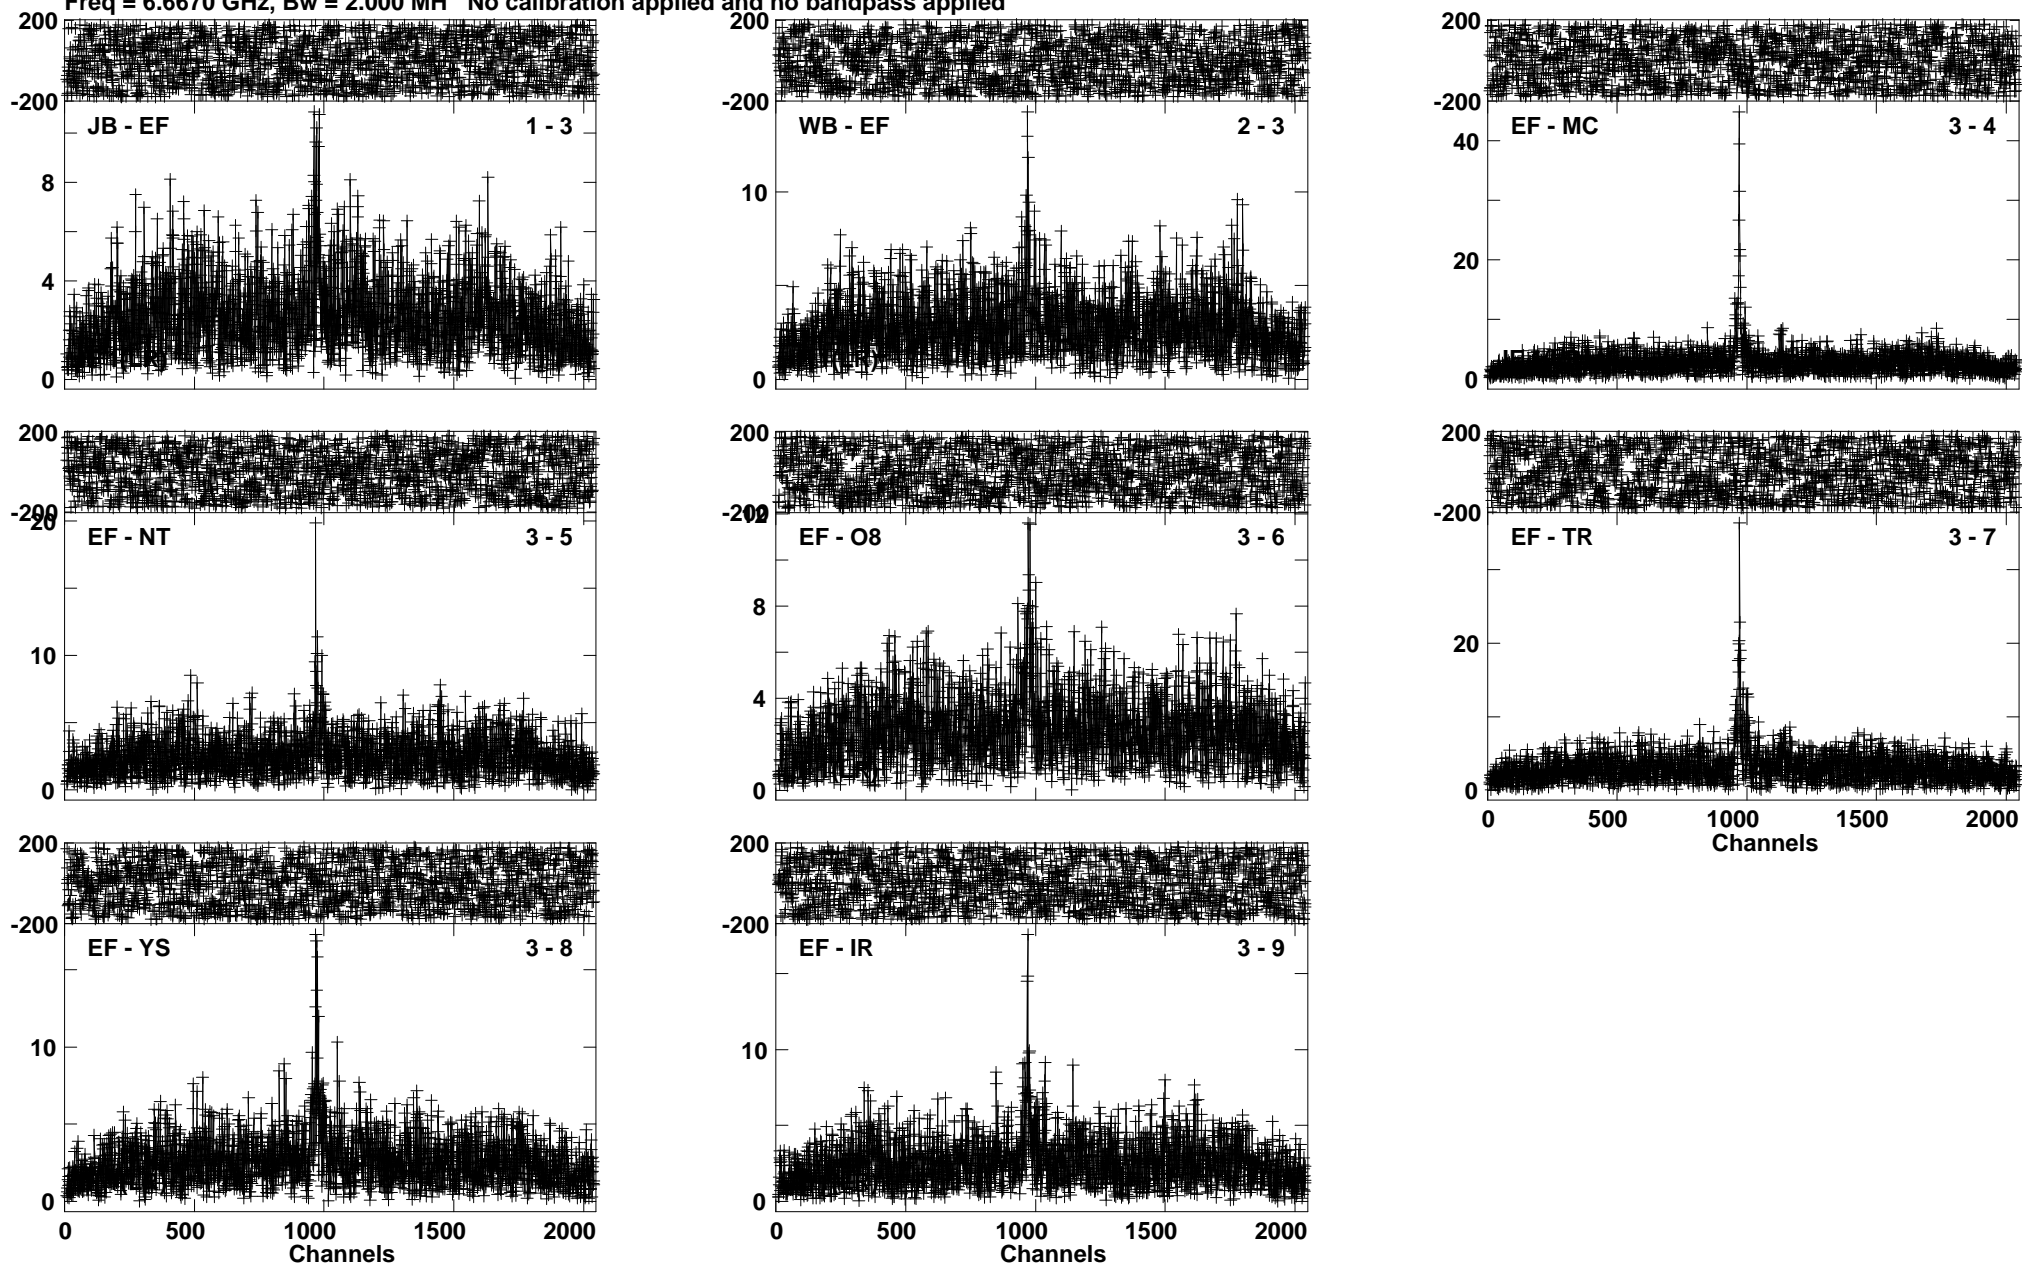 Freq = 6.6670 GHz, Bw = 2.000 MH No calibration applied and no bandpass applied
200 200 200
-200 -200 -200
JB - EF 1 - 3 WB - EF 2 - 3 EF - MC 3 - 4
8 10 40
4 20
0 0 0
200 200 200
-200 -200 -200
20 12
EF - NT 3 - 5 EF - O8 3 - 6 EF - TR 3 - 7
10 8 20
4
0 0 0
0 500 1000 1500 2000
Channels
200 200
-200 -200
EF - YS 3 - 8 EF - IR 3 - 9
10 10
0 0
0 500 1000 1500 2000 0 500 1000 1500 2000
Channels Channels